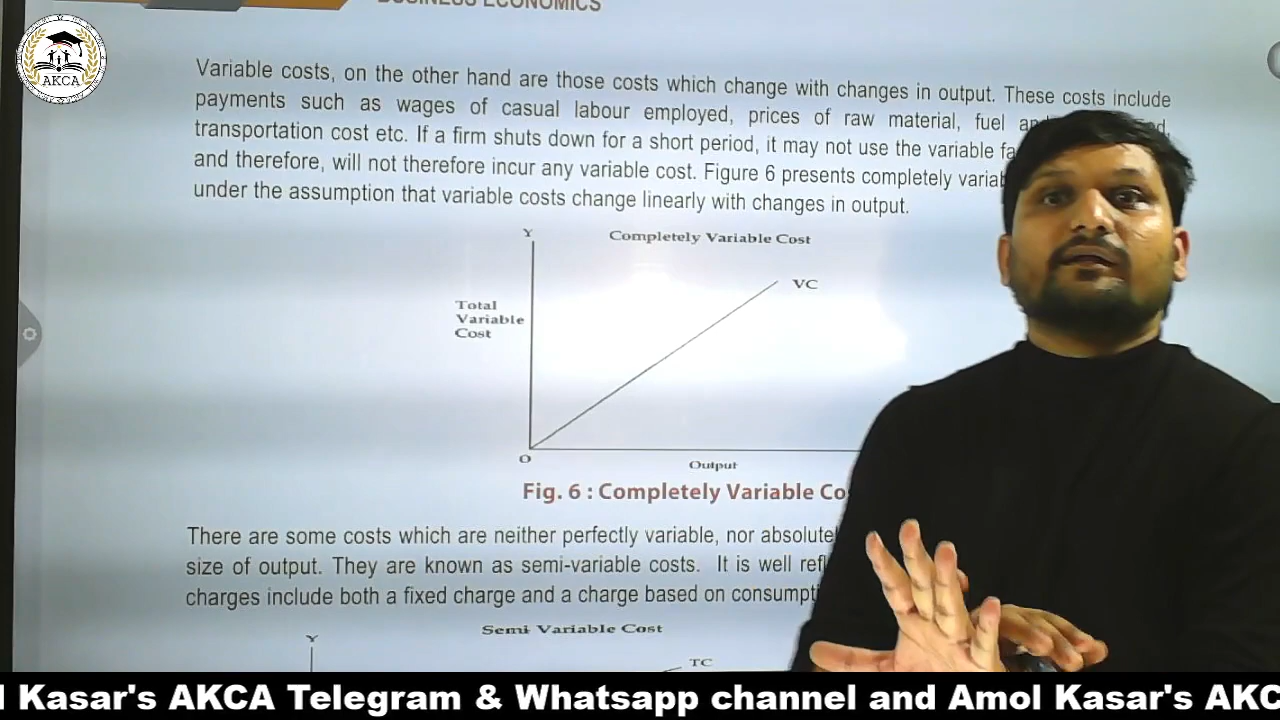 BUSINESS ECONOMICS
AKCA
Variable costs, on the other hand are those costs which change with changes in output. These costs include
payments such as wages of casual labour employed, prices of raw material, fuel
transportation cost etc. If a firm shuts down for a short period, it may not use the variable
and therefore, will not therefore incur any variable cost. Figure 6 presents completely
under the assumption that variable costs change linearly with changes in output.
Y
Completely Variable Cost
VC
Total
Variable
Cost
O
Output
Fig. 6 : Completely Variable
There are some costs which are neither perfectly variable, nor
size of output. They are known as semi-variable costs. It is well
charges include both a fixed charge and a charge based on
Semi Variable Cost
Y
TC
Kasar's AKCA Telegram & Whatsapp channel and Amol Kasar's